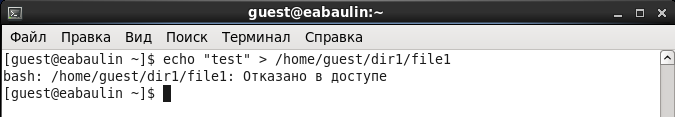 guest@eabaulin:~
Файл Правка Вид Поиск Терминал Справка
[guest@eabaulin ~]$ echo "test" > /home/guest/dir1/file1
bash: /home/guest/dir1/file1: Отказано в доступе
[guest@eabaulin ~]$